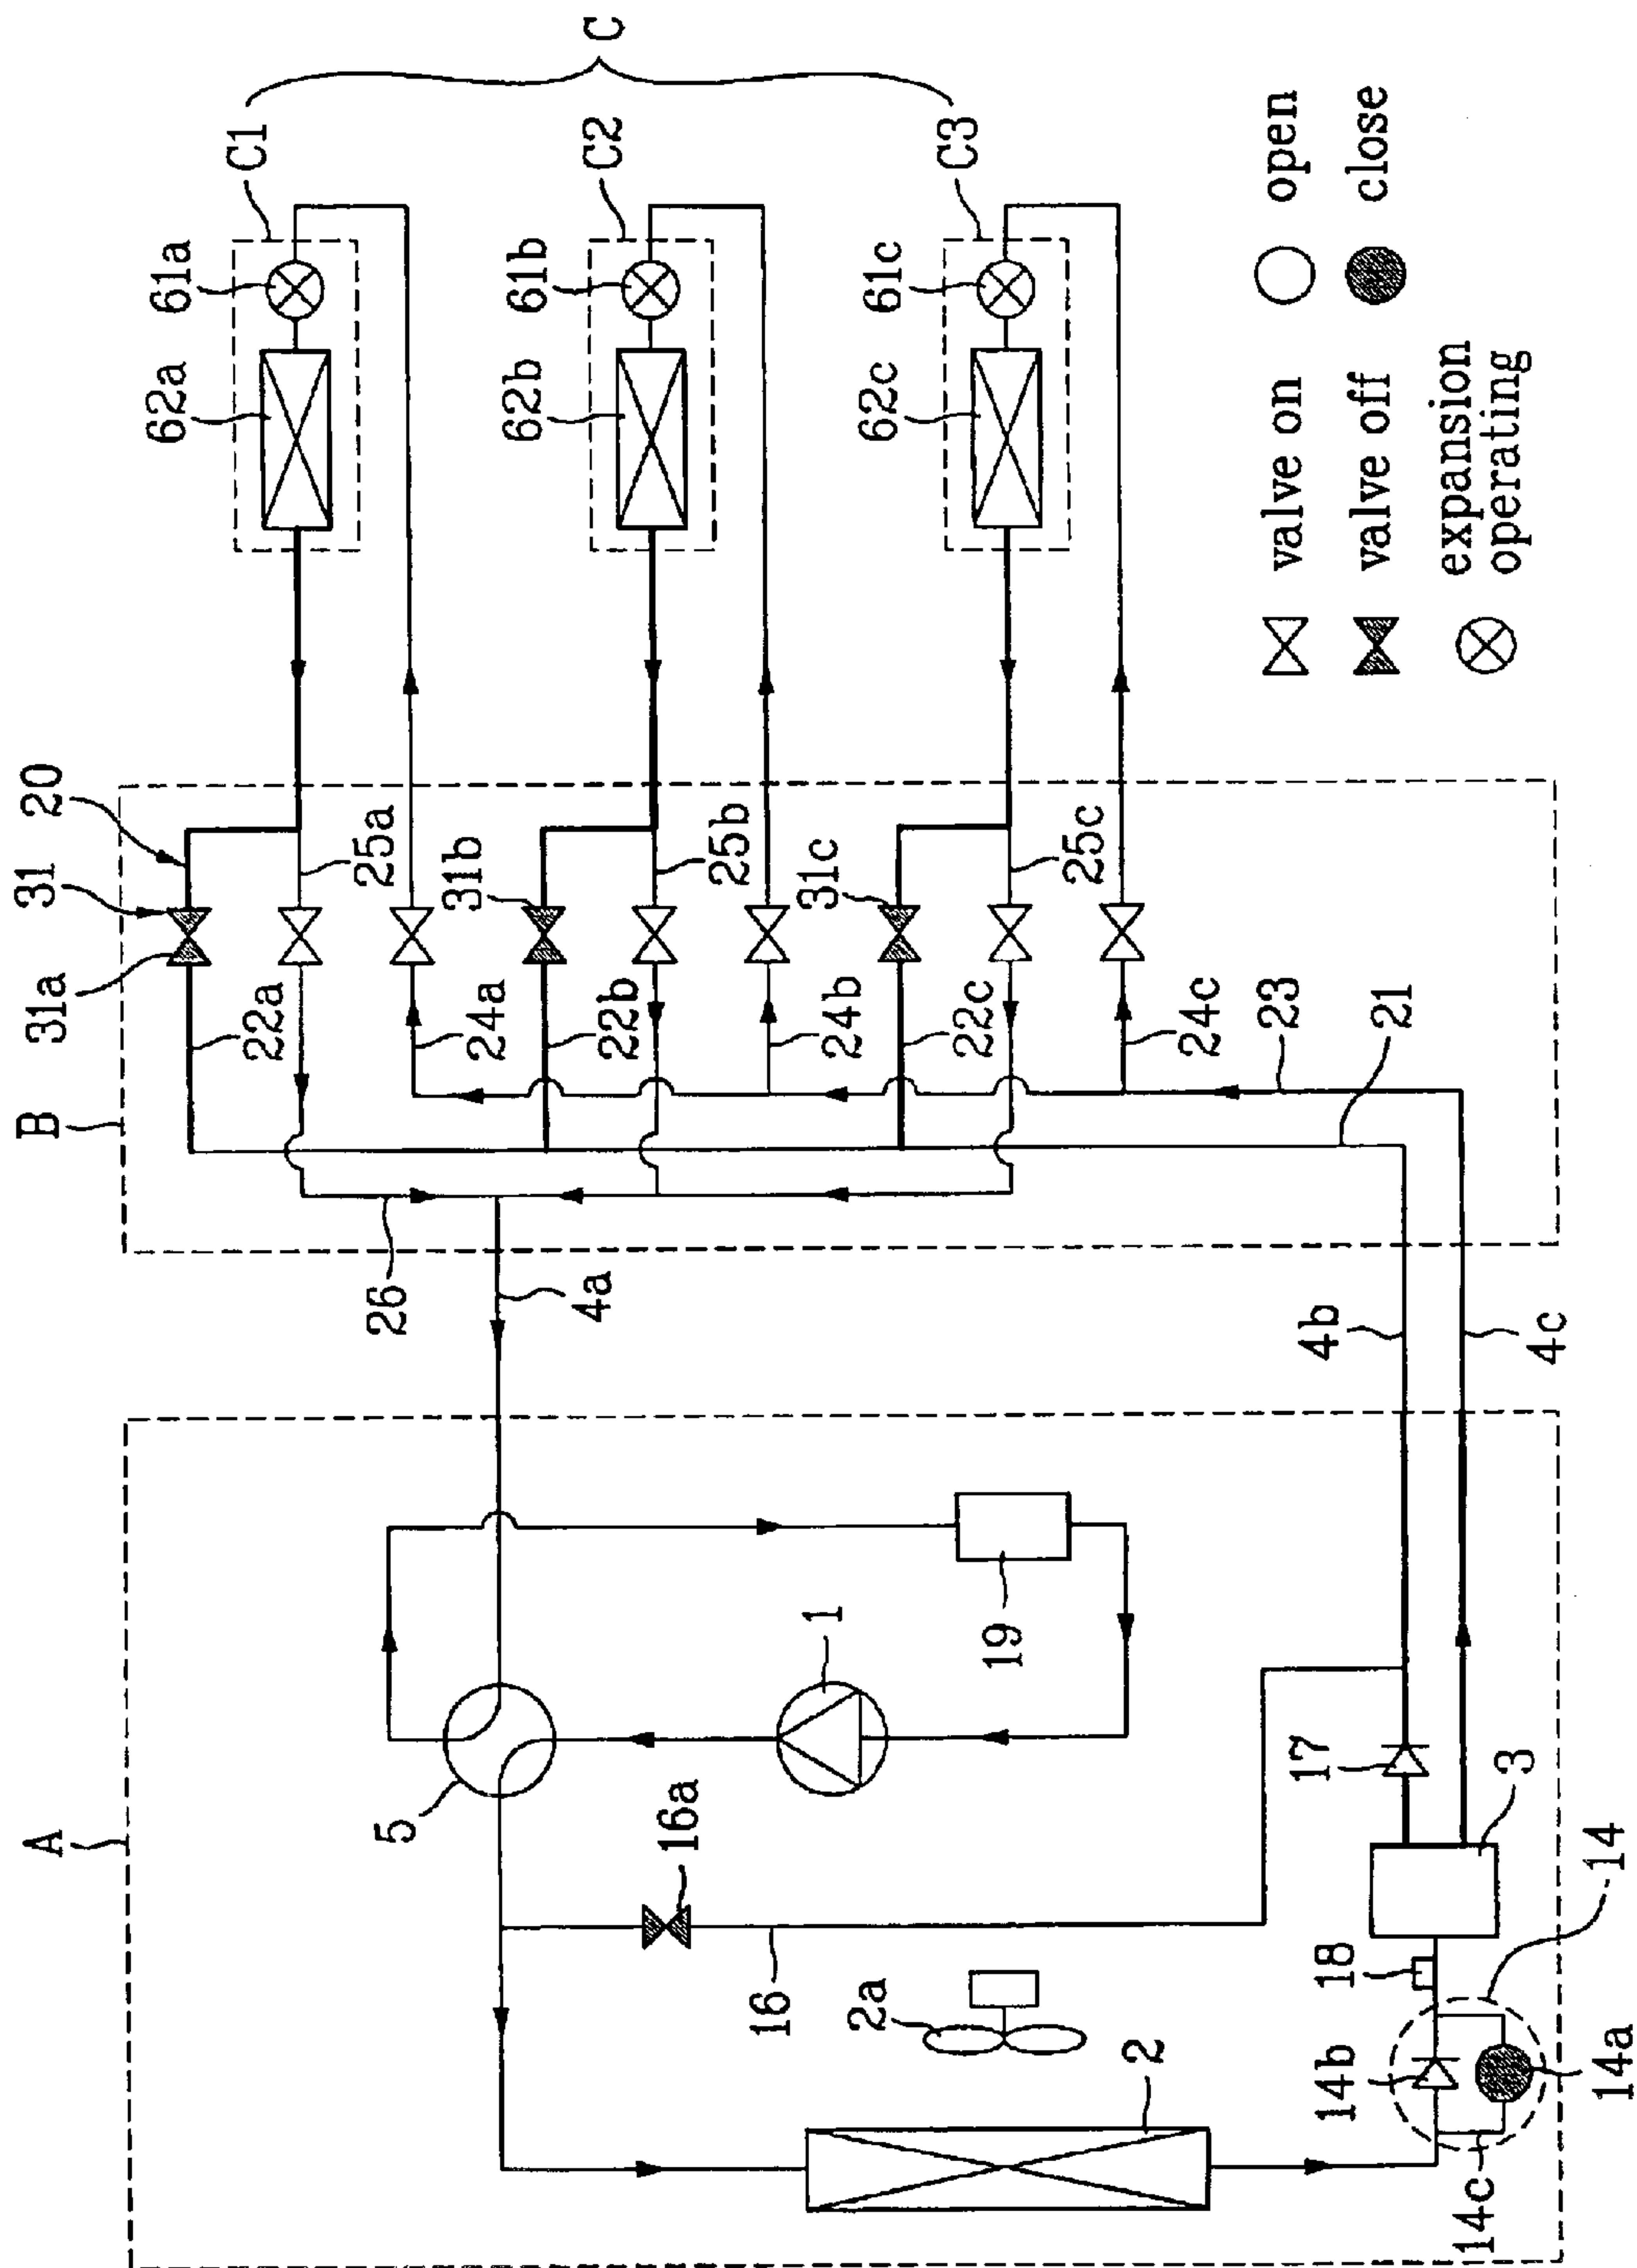 A
B
C
C1
C2
C3
61a
62a
61b
62b
61c
62c
20
31
31a
25a
22a
24a
31b
25b
22b
24b
31c
25c
22c
24c
23
21
26
4a
4b
4c
5
1
19
16a
16
2a
2
17
3
18
14
14b
14a
14c
valve on
open
valve off
close
expansion
operating